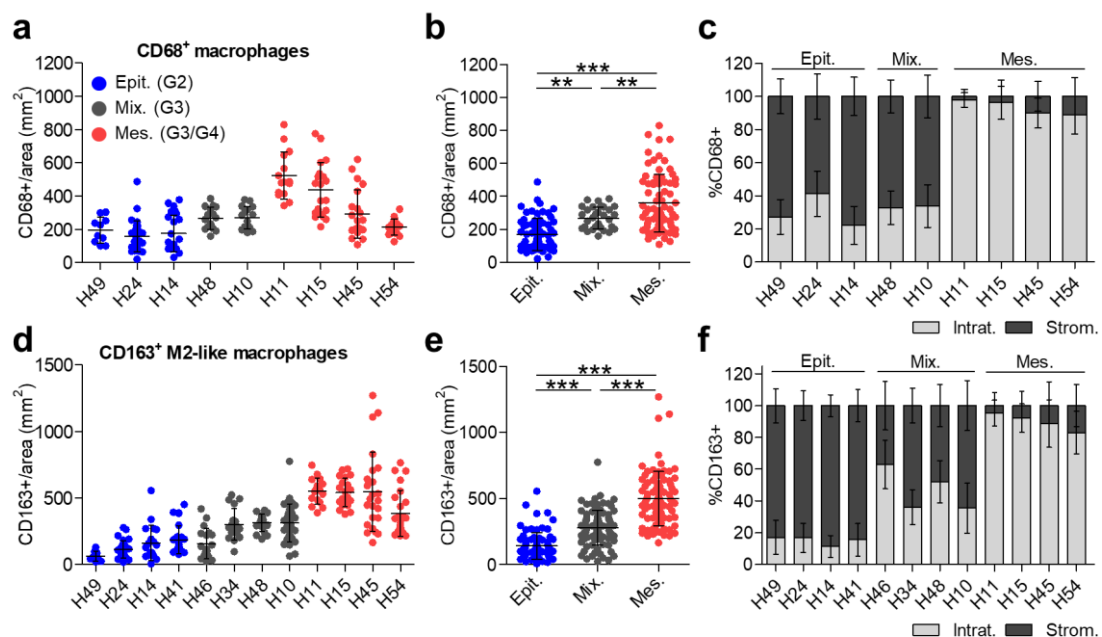 a
CD68+ macrophages
CD68+/area (mm2)
1200
1000
800
600
400
200
0
Epit. (G2)
Mix. (G3)
Mes. (G3/G4)
H49 H24 H14 H48 H10 H11 H15 H45 H54
b
CD68+/area (mm2)
1200
1000
800
600
400
200
0
***
** **
Epit. Mix. Mes.
c
Epit. Mix. Mes.
%CD68+
120
100
80
60
40
20
0
H49 H24 H14 H48 H10 H11 H15 H45 H54
Intrat. Strom.
d
CD163+ M2-like macrophages
CD163+/area (mm2)
1500
1000
500
0
H49 H24 H14 H41 H46 H34 H48 H10 H11 H15 H45 H54
e
CD163+/area (mm2)
1500
1000
500
0
***
*** ***
Epit. Mix. Mes.
f
Epit. Mix. Mes.
%CD163+
120
100
80
60
40
20
0
H49 H24 H14 H41 H46 H34 H48 H10 H11 H15 H45 H54
Intrat. Strom.